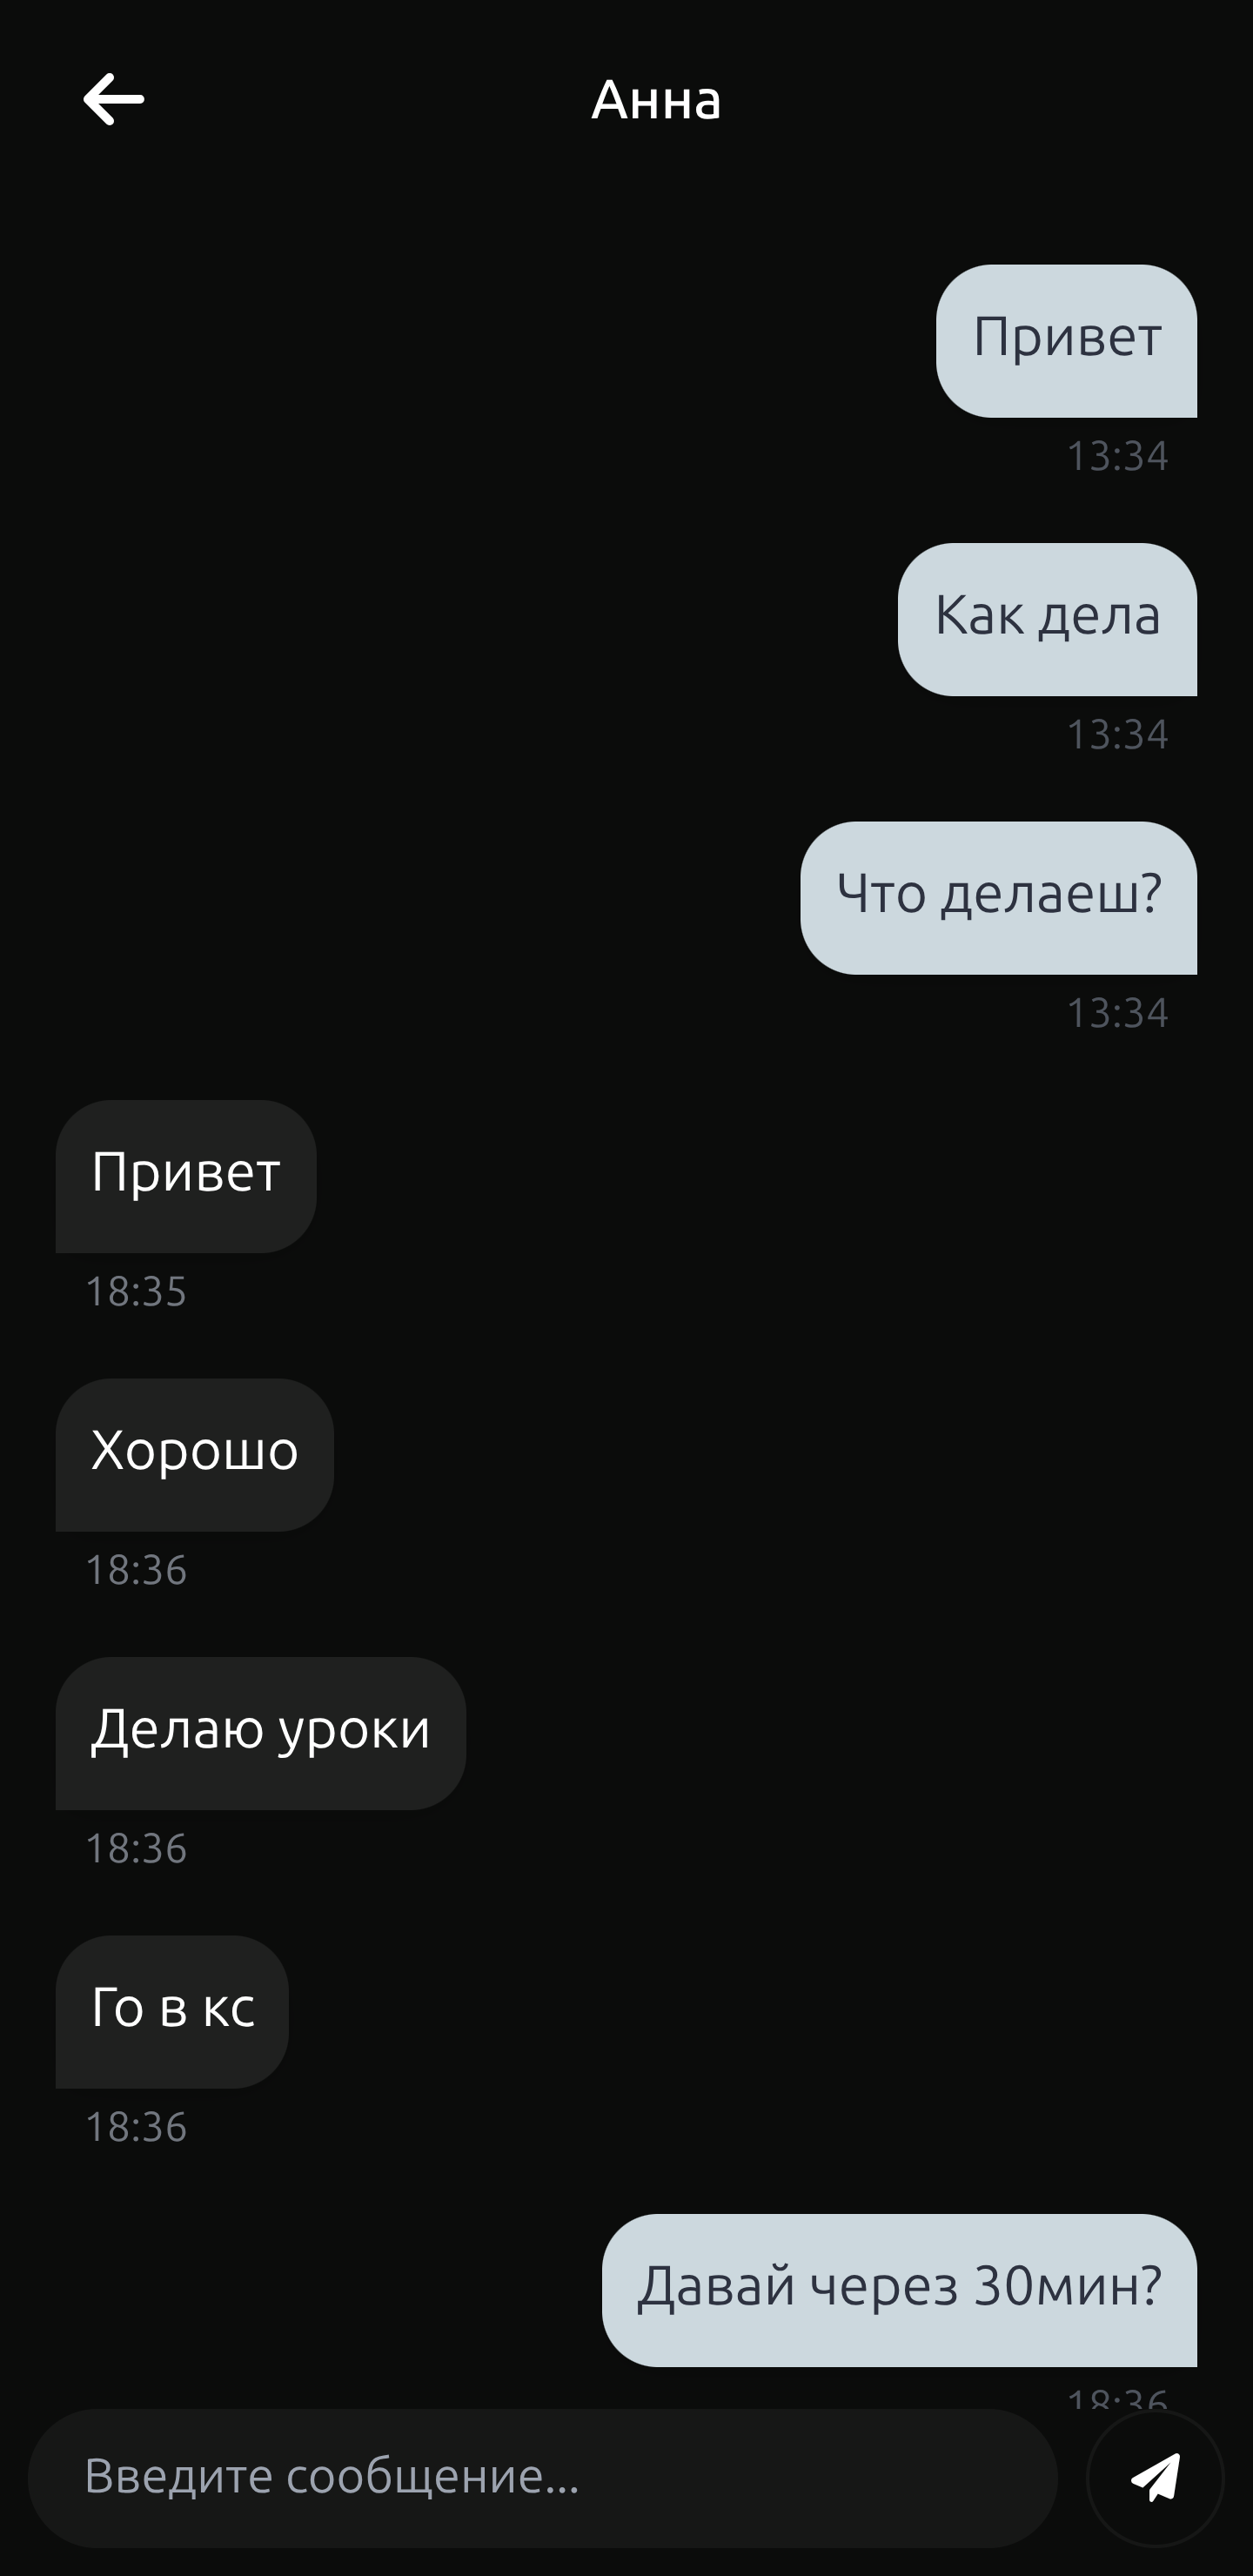 Анна
Привет
13:34
Как дела
13:34
Что делаеш?
13:34
Привет
18:35
Хорошо
18:36
Делаю уроки
18:36
Го в кс
18:36
Давай через 30мин?
18:36
Введите сообщение...